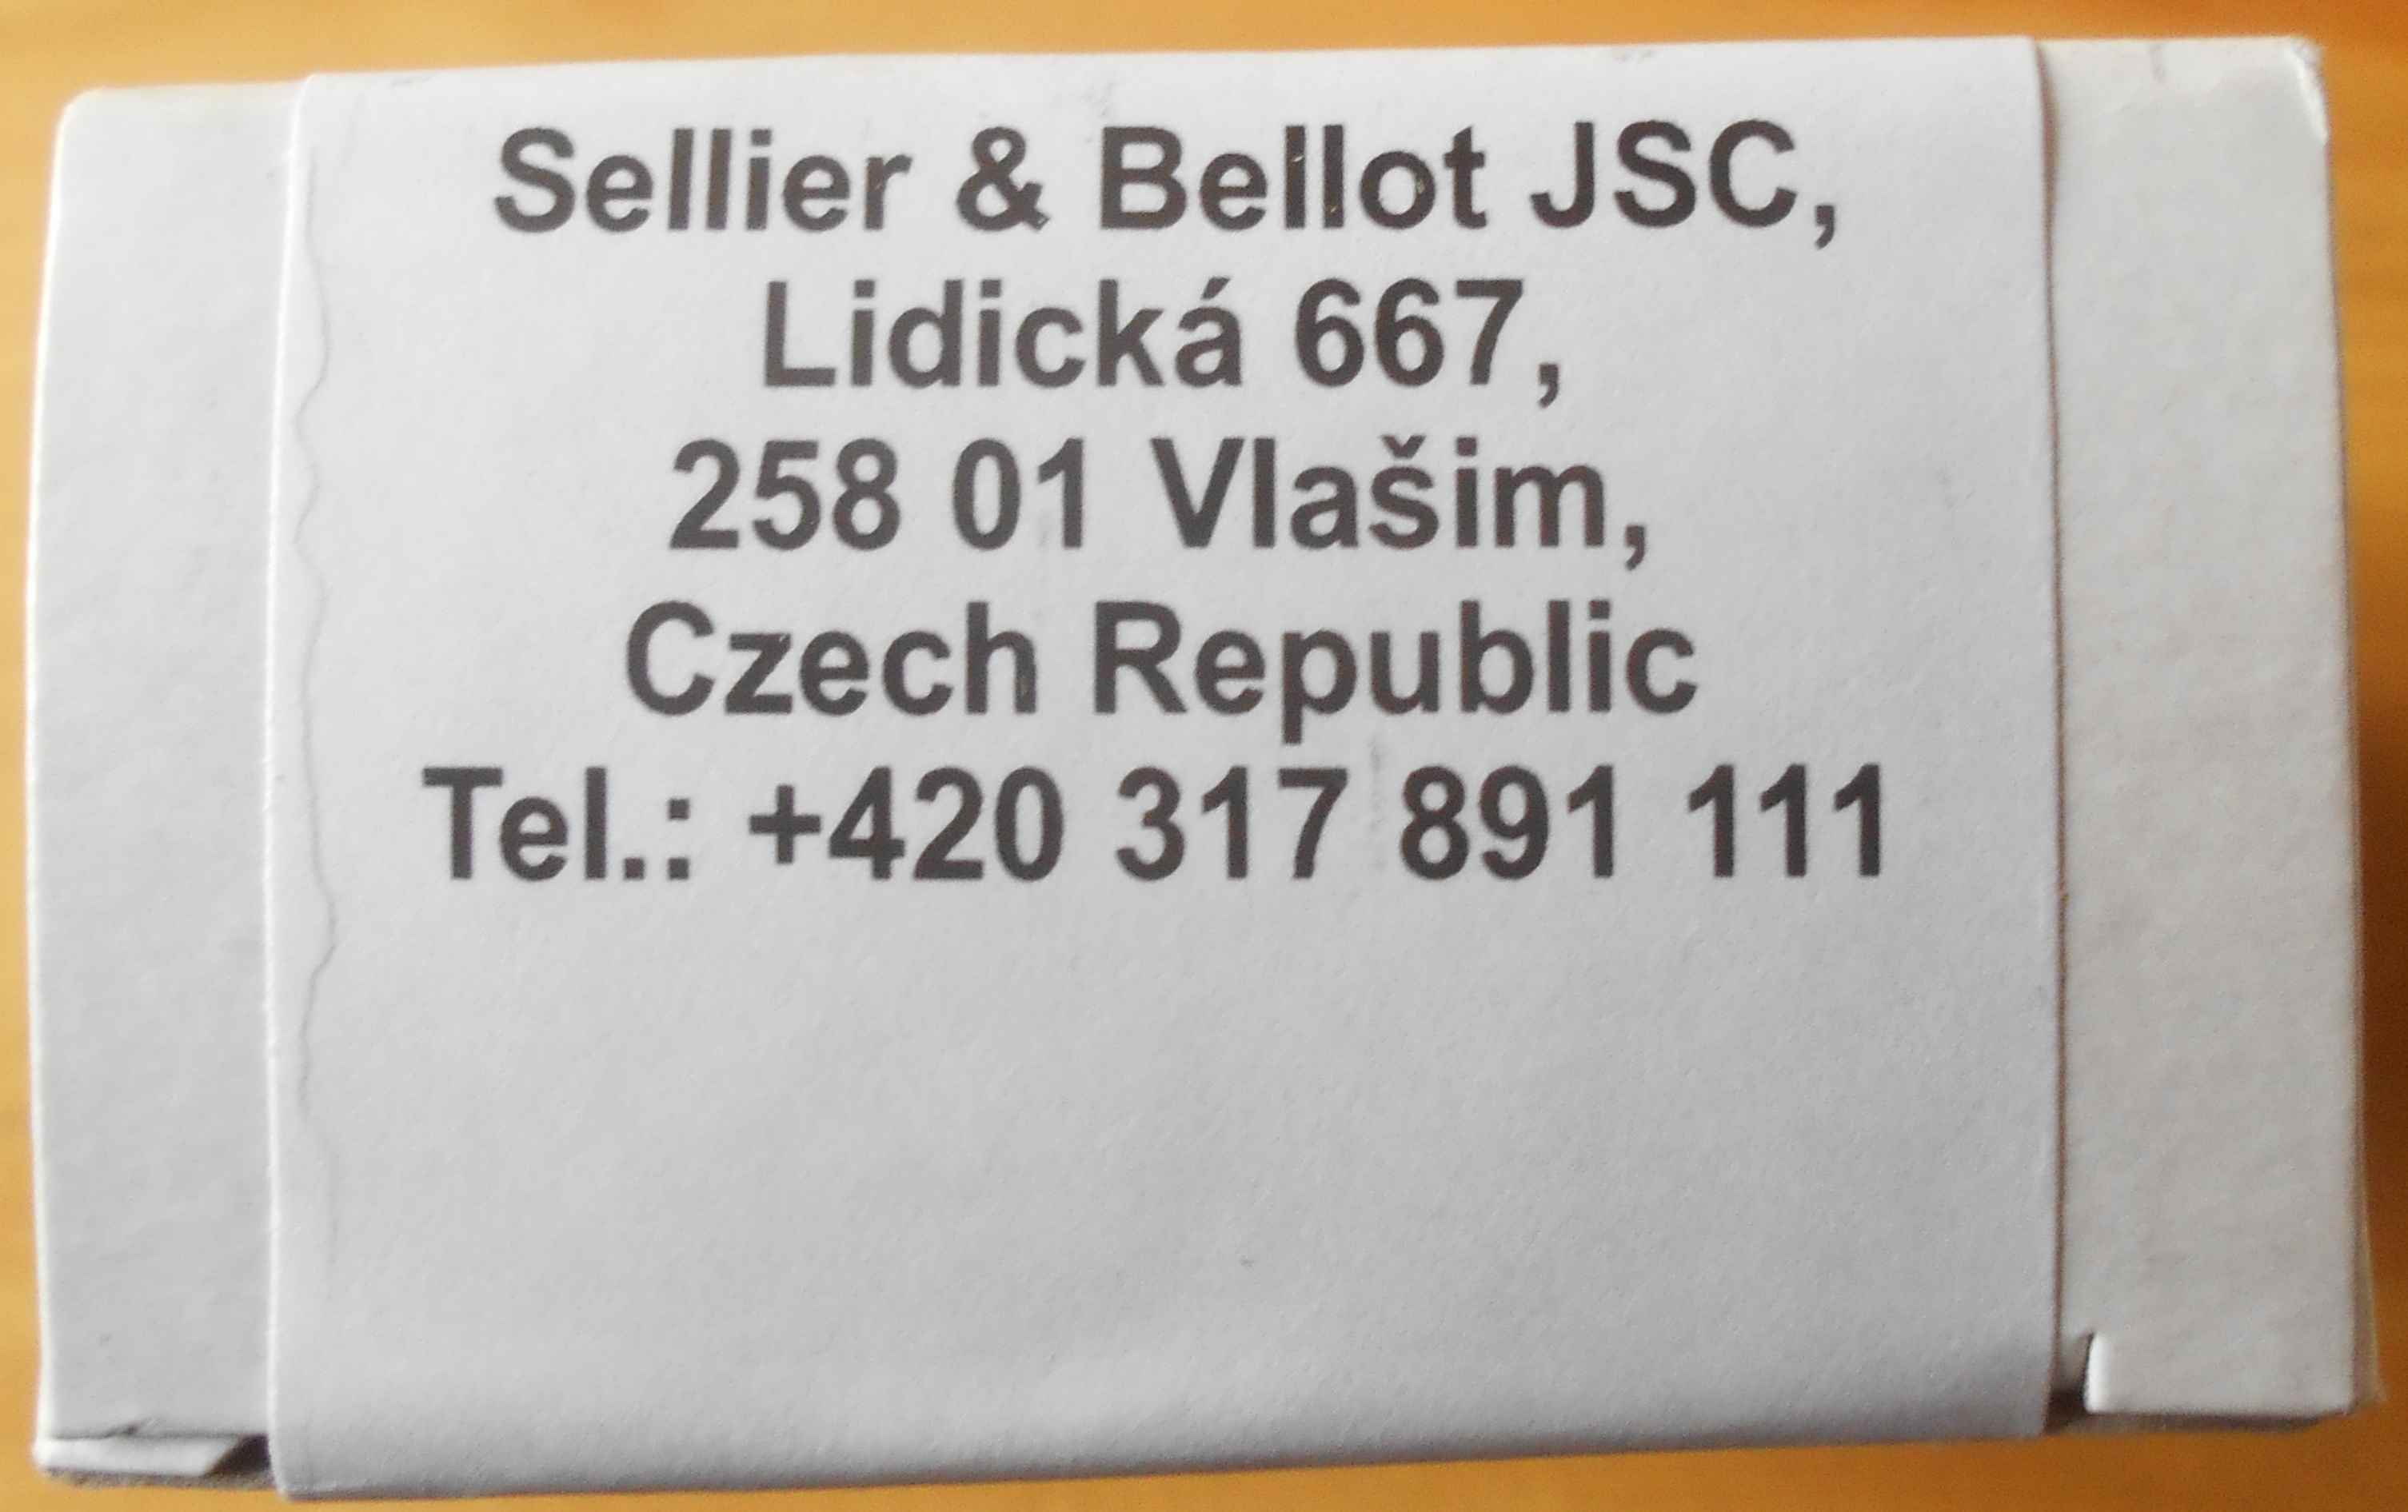 Sellier & Bellot JSC,
Lidická 667,
258 01 Vlašim,
Czech Republic
Tel.: +420 317 891 111